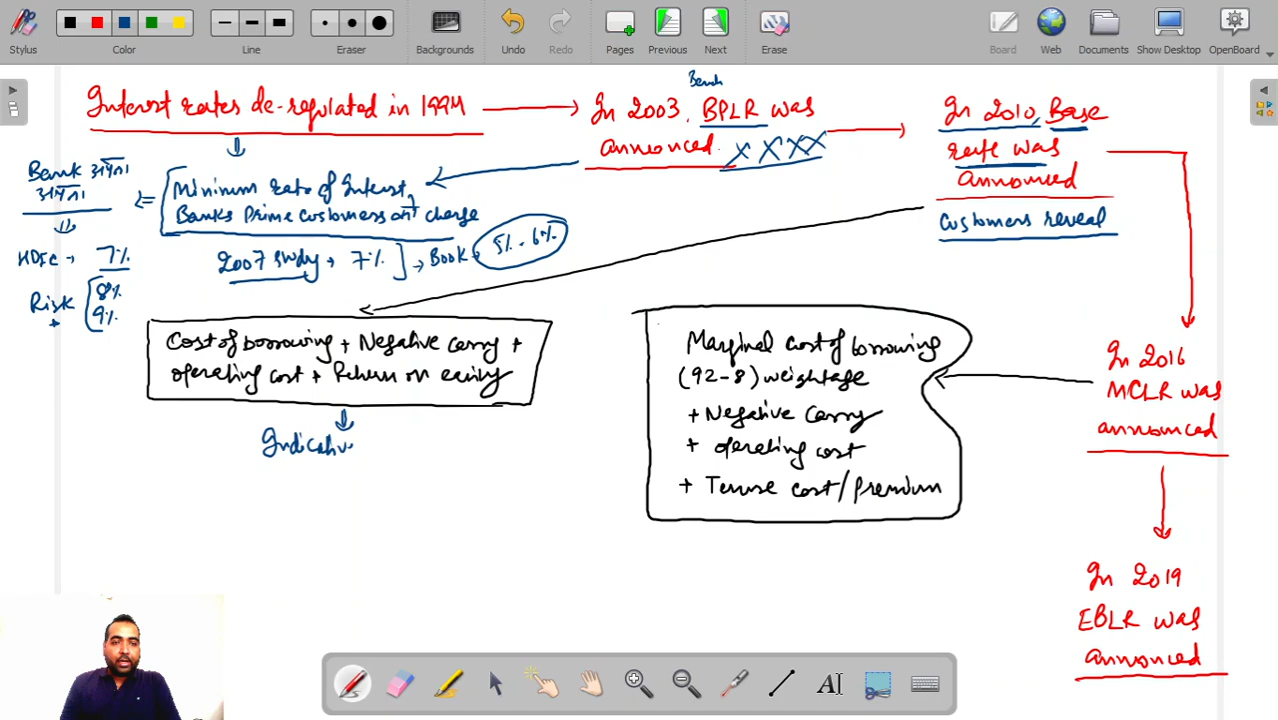 Stylus
Color
Line
Eraser
Backgrounds
Undo
Redo
Pages
Previous
Next
Erase
Board
Web
Documents
Show Desktop
OpenBoard
Interest rates de-regulated in 1994
Bench
In 2003, BPLR was
announced. XXXX
In 2010, Base
rate was
announced
Customers reveal
Bank
Minimum rate of Interest,
Banks Prime customers charge
2007 study → 7%
→ Book
5% - 6%
HDFC → 7%
Risk
8%
9%
Cost of borrowing + Negative carry +
operating cost + Return on
Indicativ
Marginal cost of borrowing
(92-8) weightage
+ Negative carry
+ operating cost
+ cost/Premium
In 2016
MCLR was
announced
In 2019
EBLR was
announced